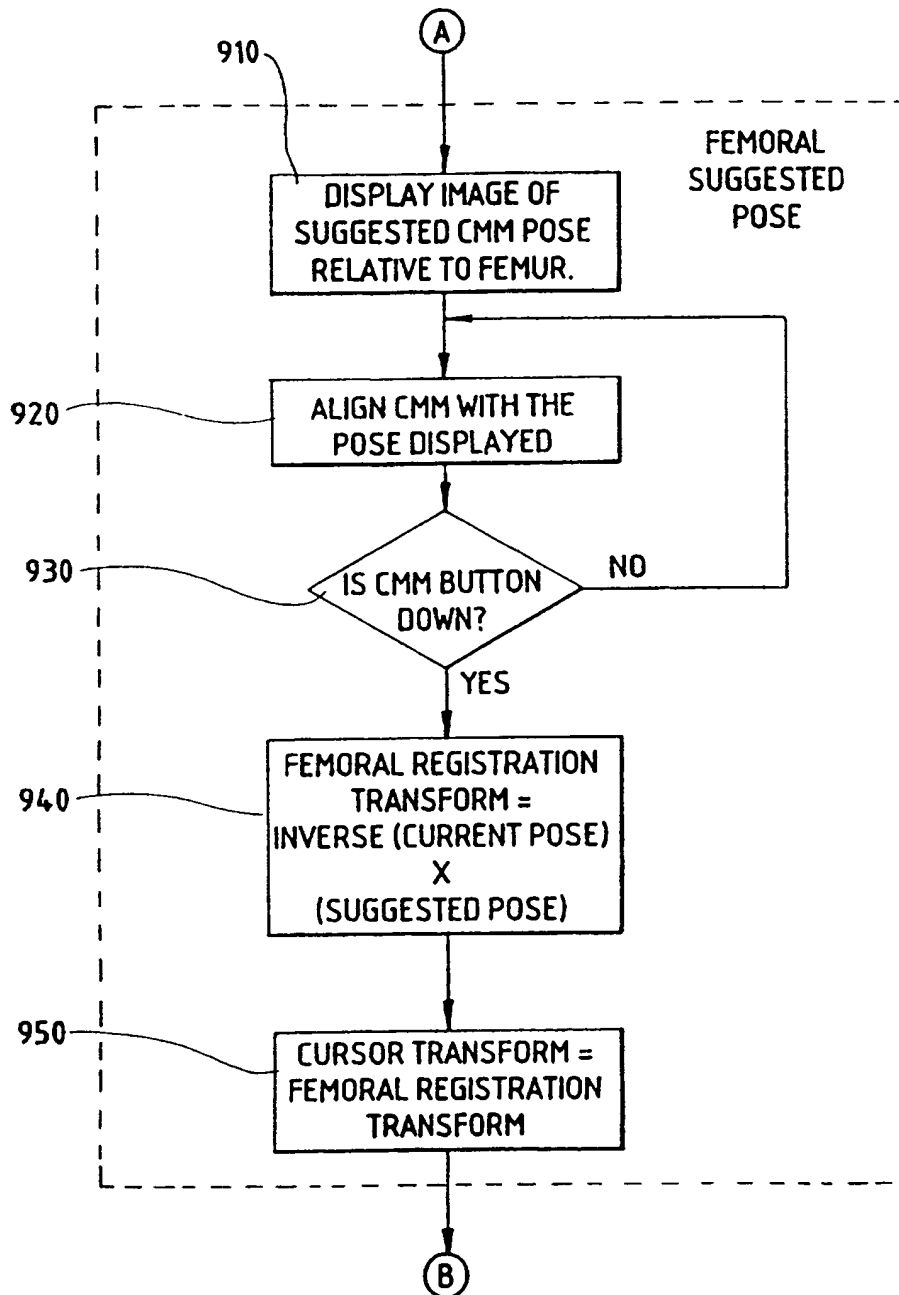 A
910
FEMORAL
SUGGESTED
POSE
DISPLAY IMAGE OF
SUGGESTED CMM POSE
RELATIVE TO FEMUR.
920
ALIGN CMM WITH THE
POSE DISPLAYED
930
IS CMM BUTTON
DOWN?
NO
YES
940
FEMORAL REGISTRATION
TRANSFORM =
INVERSE (CURRENT POSE)
X
(SUGGESTED POSE)
950
CURSOR TRANSFORM =
FEMORAL REGISTRATION
TRANSFORM
B